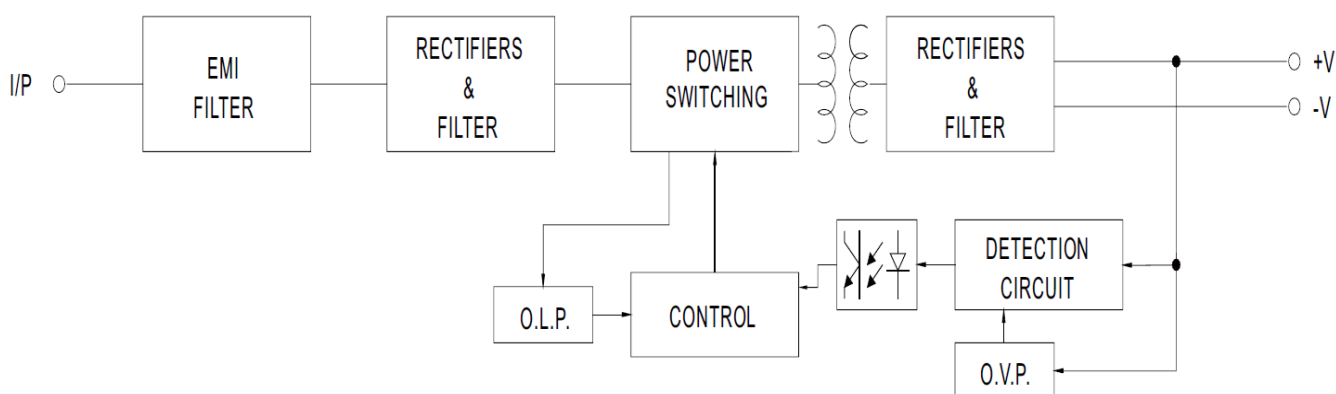 I/P
EMI
FILTER
RECTIFIERS
&
FILTER
POWER
SWITCHING
RECTIFIERS
&
FILTER
+V
-V
O.L.P.
CONTROL
DETECTION
CIRCUIT
O.V.P.